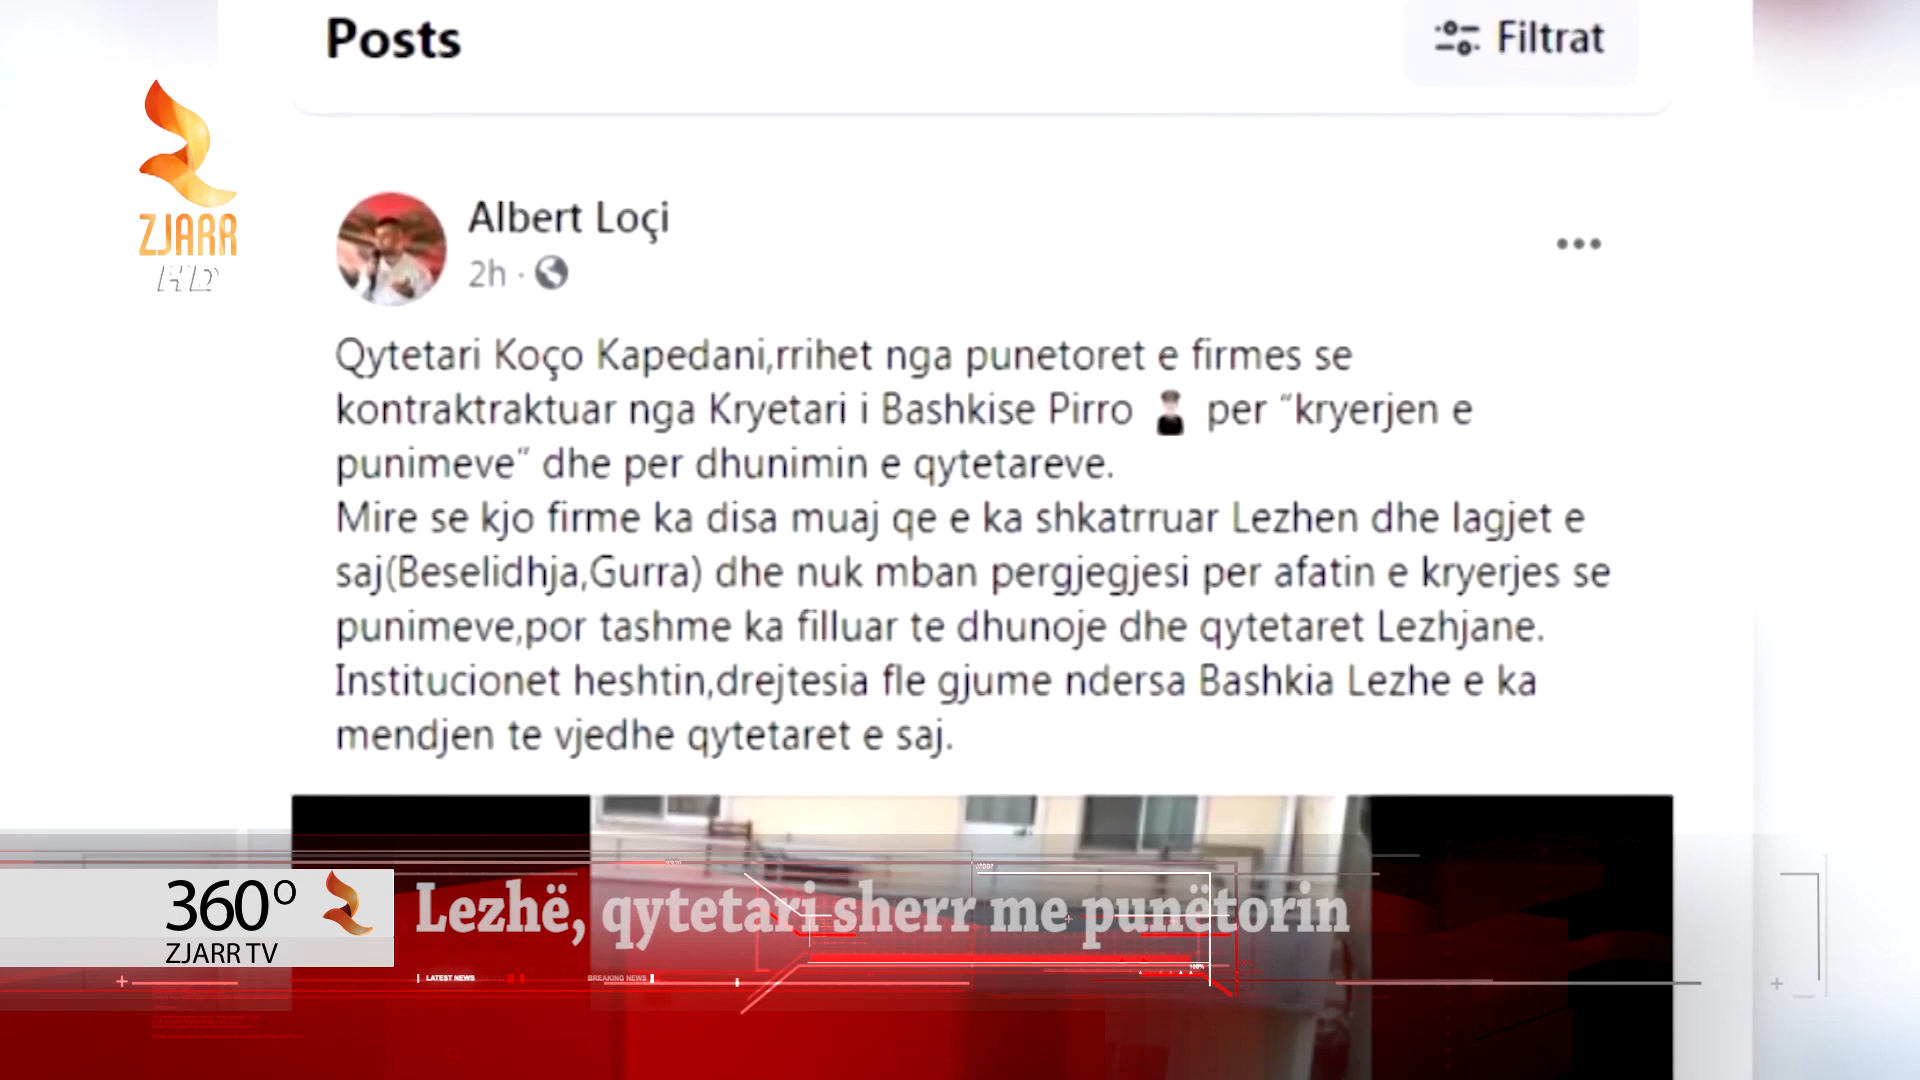 Posts
Filtrat
ZJARR
HD
Albert Loçi
2h ·
Qytetari Koço Kapedani,rrihet nga punetoret e firmes se
kontraktraktuar nga Kryetari i Bashkise Pirro per “kryerjen e
punimeve” dhe per dhunimin e qytetareve.
Mire se kjo firme ka disa muaj qe e ka shkatrruar Lezhen dhe lagjet e
saj(Beselidhja,Gurra) dhe nuk mban pergjegjesi per afatin e kryerjes se
punimeve,por tashme ka filluar te dhunoje dhe qytetaret Lezhjane.
Institucionet heshtin,drejtesia fle gjume ndersa Bashkia Lezhe e ka
mendjen te vjedhe qytetaret e saj.
360°
ZJARR TV
Lezhë, qytetari sherr me punëtorin
LATEST NEWS
BREAKING NEWS
100%